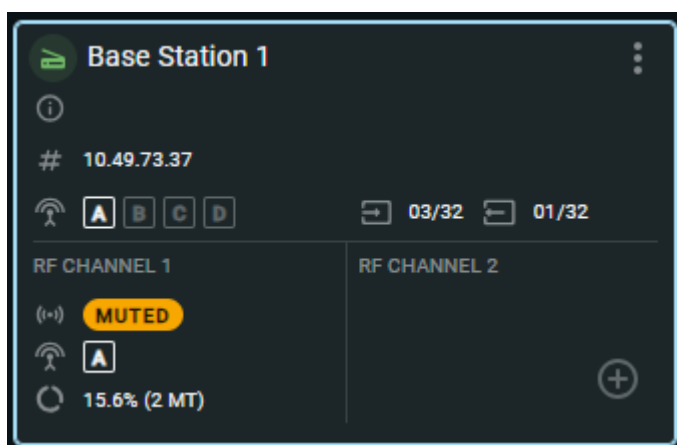 Base Station 1
# 10.49.73.37
A B C D 03/32 01/32
RF CHANNEL 1 RF CHANNEL 2
MUTED
A
15.6% (2 MT)